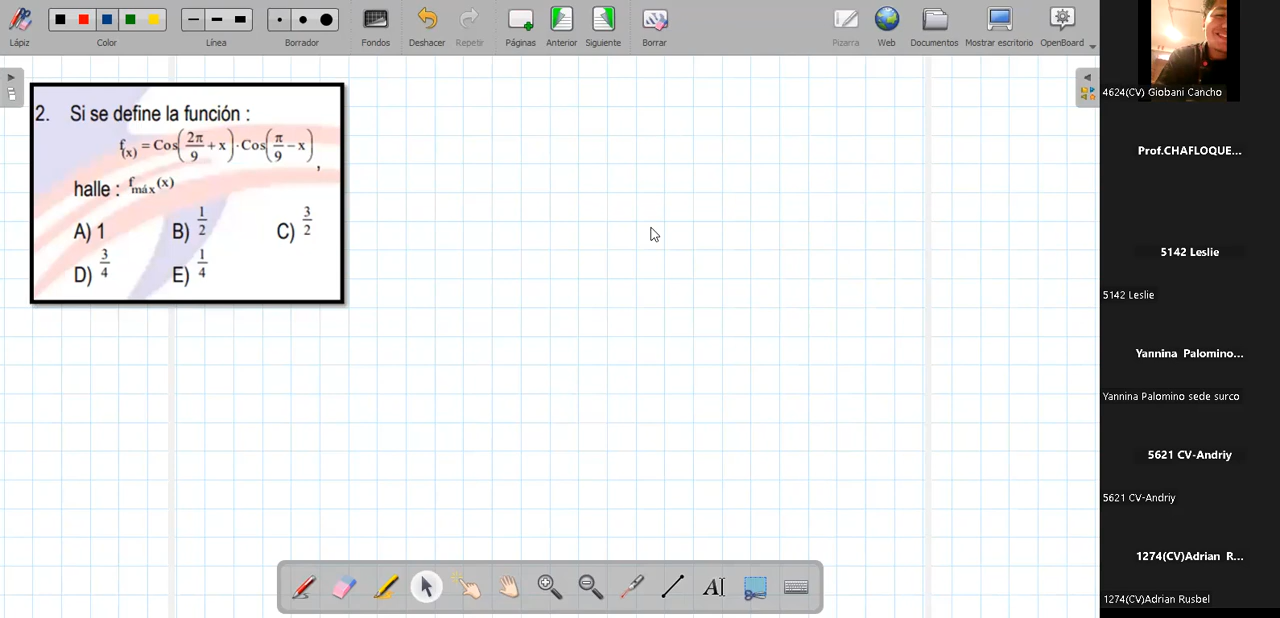 Lápiz
Color
Línea
Borrador
Fondos
Deshacer
Repetir
Páginas
Anterior
Siguiente
Borrar
Pizarra
Web
Documentos
Mostrar escritorio
OpenBoard
2. Si se define la función :
f(x) = Cos(2π/9 + x) · Cos(π/9 − x) ,
halle : fmáx(x)
A) 1 B) 1/2 C) 3/2
D) 3/4 E) 1/4
AI
4624(CV) Giobani Cancho
Prof.CHAFLOQUE...
5142 Leslie
5142 Leslie
Yannina Palomino...
Yannina Palomino sede surco
5621 CV-Andriy
5621 CV-Andriy
1274(CV)Adrian R...
1274(CV)Adrian Rusbel